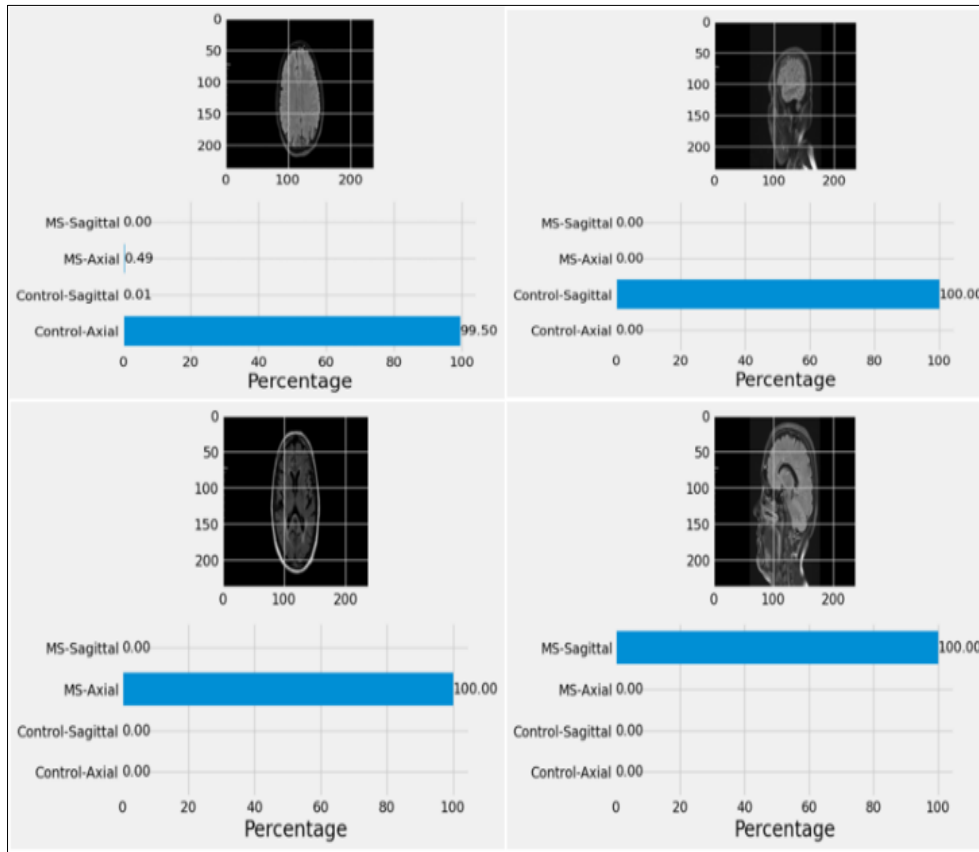 0
50
100
150
200
0 100 200
MS-Sagittal 0.00
MS-Axial 0.49
Control-Sagittal 0.01
Control-Axial 99.50
0 20 40 60 80 100
Percentage
0
50
100
150
200
0 100 200
MS-Sagittal 0.00
MS-Axial 0.00
Control-Sagittal 100.00
Control-Axial 0.00
0 20 40 60 80 100
Percentage
0
50
100
150
200
0 100 200
MS-Sagittal 0.00
MS-Axial 100.00
Control-Sagittal 0.00
Control-Axial 0.00
0 20 40 60 80 100
Percentage
0
50
100
150
200
0 100 200
MS-Sagittal 100.00
MS-Axial 0.00
Control-Sagittal 0.00
Control-Axial 0.00
0 20 40 60 80 100
Percentage